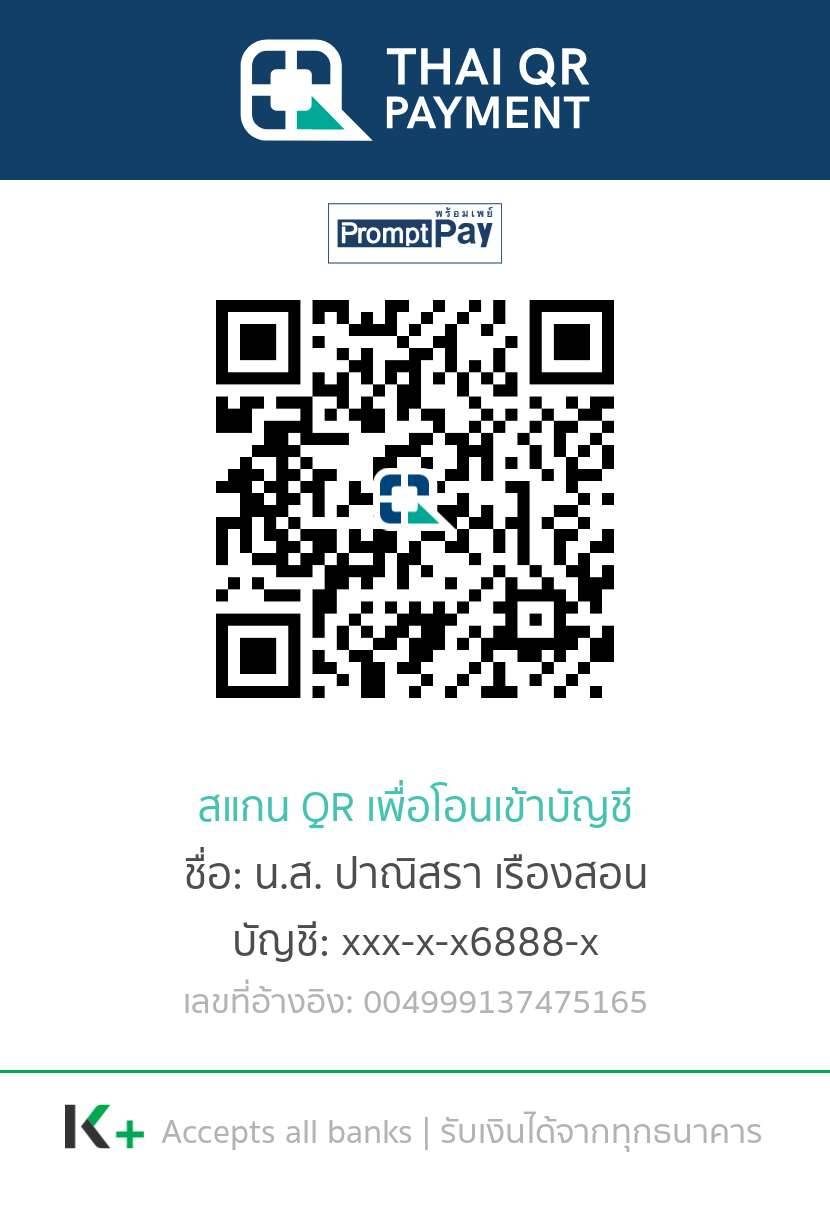 THAI QR
PAYMENT
พร้อมเพย์
PromptPay
สแกน QR เพื่อโอนเข้าบัญชี
ชื่อ: น.ส. ปาณิสรา เรืองสอน
บัญชี: xxx-x-x6888-x
เลขที่อ้างอิง: 004999137475165
K+ Accepts all banks | รับเงินได้จากทุกธนาคาร